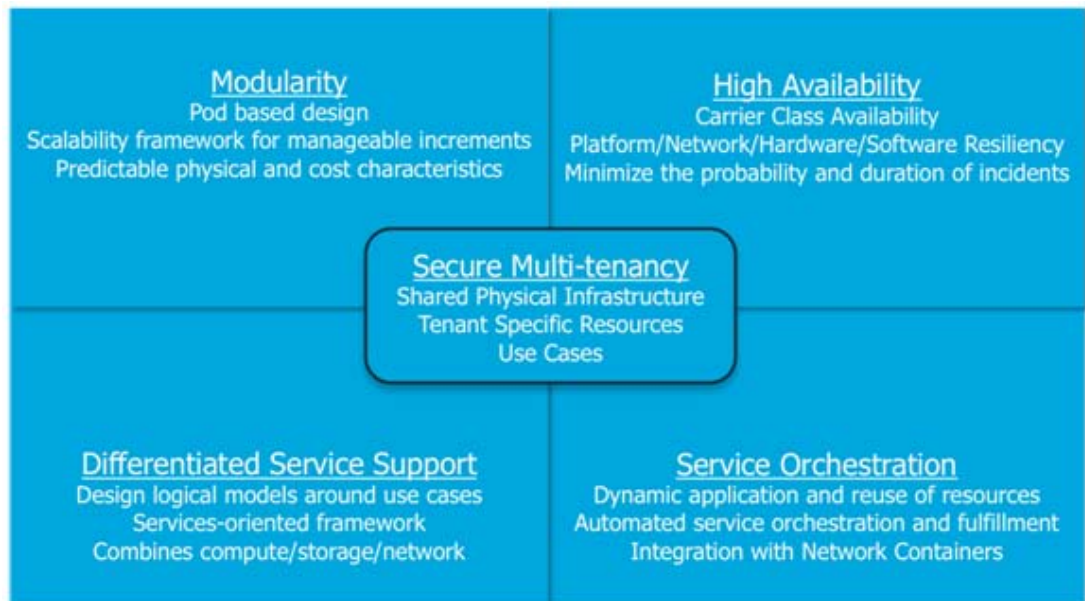 Modularity
Pod based design
Scalability framework for manageable increments
Predictable physical and cost characteristics
High Availability
Carrier Class Availability
Platform/Network/Hardware/Software Resiliency
Minimize the probability and duration of incidents
Secure Multi-tenancy
Shared Physical Infrastructure
Tenant Specific Resources
Use Cases
Differentiated Service Support
Design logical models around use cases
Services-oriented framework
Combines compute/storage/network
Service Orchestration
Dynamic application and reuse of resources
Automated service orchestration and fulfillment
Integration with Network Containers